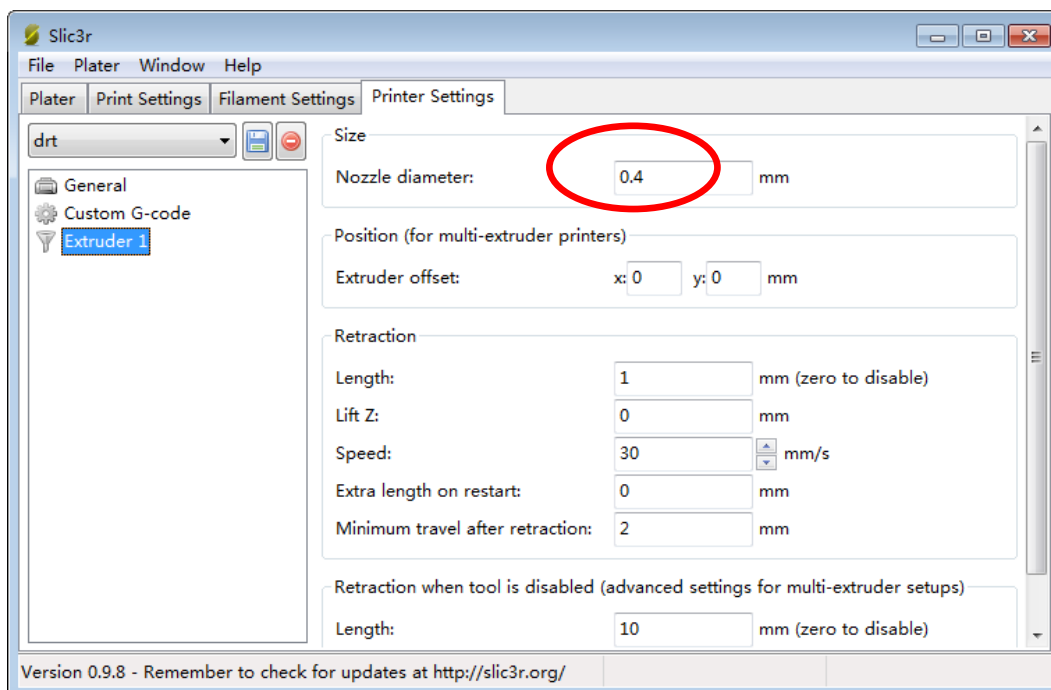 Slic3r
File Plater Window Help
Plater Print Settings Filament Settings Printer Settings
drt
General
Custom G-code
Extruder 1
Size
Nozzle diameter: 0.4 mm
Position (for multi-extruder printers)
Extruder offset: x: 0 y: 0 mm
Retraction
Length: 1 mm (zero to disable)
Lift Z: 0 mm
Speed: 30 mm/s
Extra length on restart: 0 mm
Minimum travel after retraction: 2 mm
Retraction when tool is disabled (advanced settings for multi-extruder setups)
Length: 10 mm (zero to disable)
Version 0.9.8 - Remember to check for updates at http://slic3r.org/